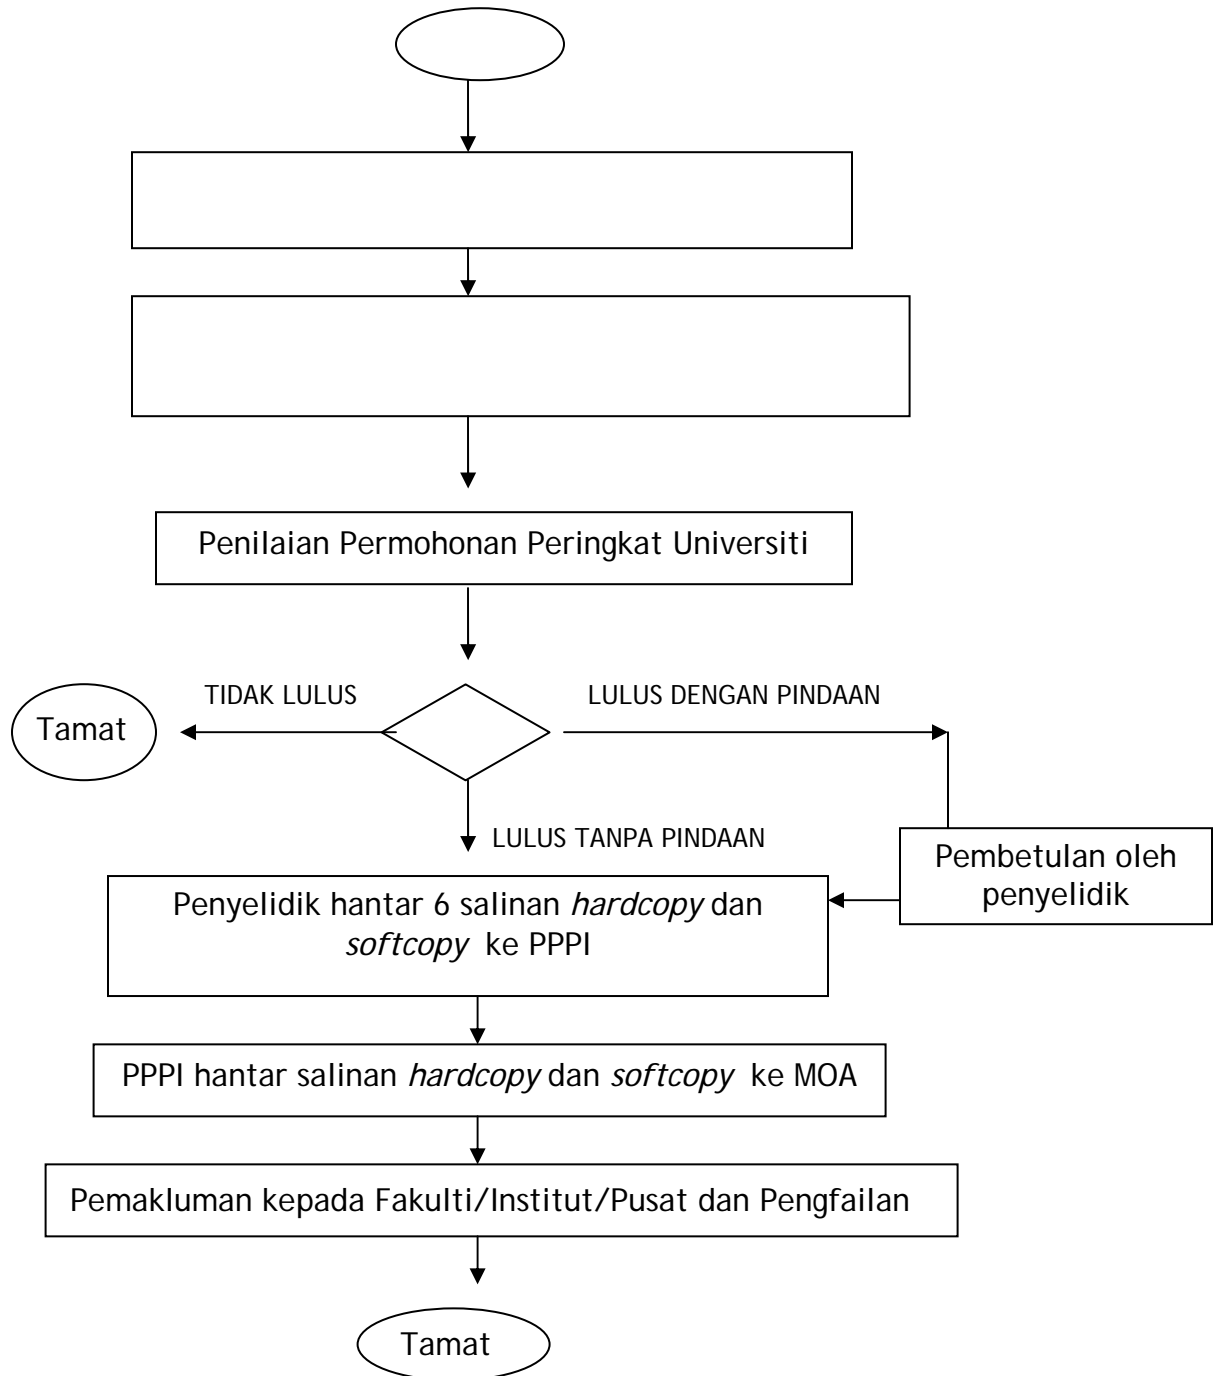 Penilaian Permohonan Peringkat Universiti
TIDAK LULUS
LULUS DENGAN PINDAAN
Tamat
LULUS TANPA PINDAAN
Pembetulan oleh
penyelidik
Penyelidik hantar 6 salinan hardcopy dan
softcopy ke PPPI
PPPI hantar salinan hardcopy dan softcopy ke MOA
Pemakluman kepada Fakulti/Institut/Pusat dan Pengfailan
Tamat